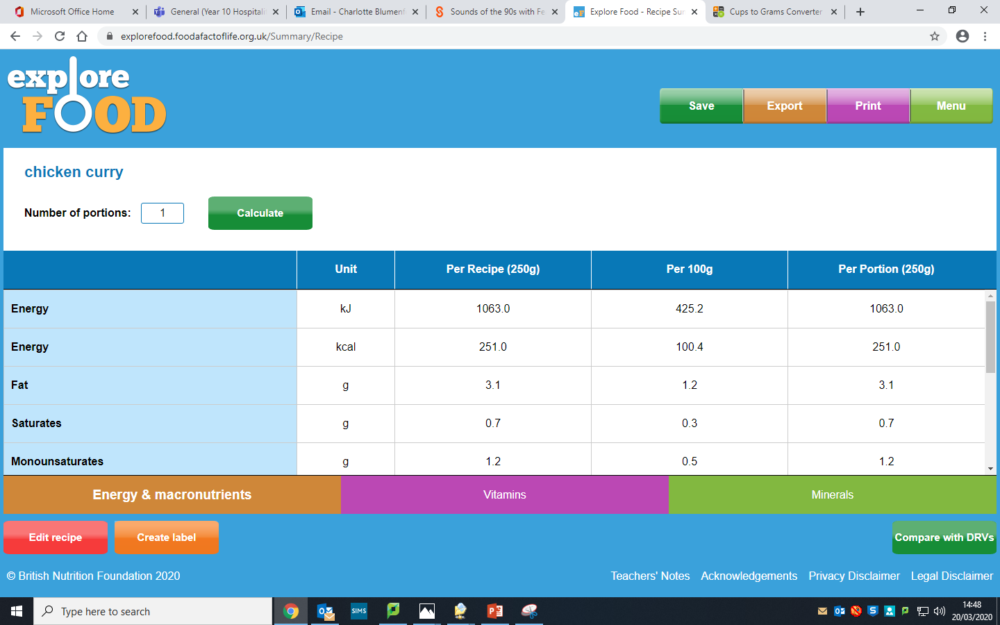 Microsoft Office Home
General (Year 10 Hospitali
Email - Charlotte Blumenf
Sounds of the 90s with Fe
Explore Food - Recipe Sur
Cups to Grams Converter
explorefood.foodafactoflife.org.uk/Summary/Recipe
explore
FOOD
Save Export Print Menu
chicken curry
Number of portions: 1 Calculate
Unit Per Recipe (250g) Per 100g Per Portion (250g)
Energy kJ 1063.0 425.2 1063.0
Energy kcal 251.0 100.4 251.0
Fat g 3.1 1.2 3.1
Saturates g 0.7 0.3 0.7
Monounsaturates g 1.2 0.5 1.2
Energy & macronutrients Vitamins Minerals
Edit recipe Create label Compare with DRVs
© British Nutrition Foundation 2020 Teachers' Notes Acknowledgements Privacy Disclaimer Legal Disclaimer
Type here to search
SIMS
14:48
20/03/2020